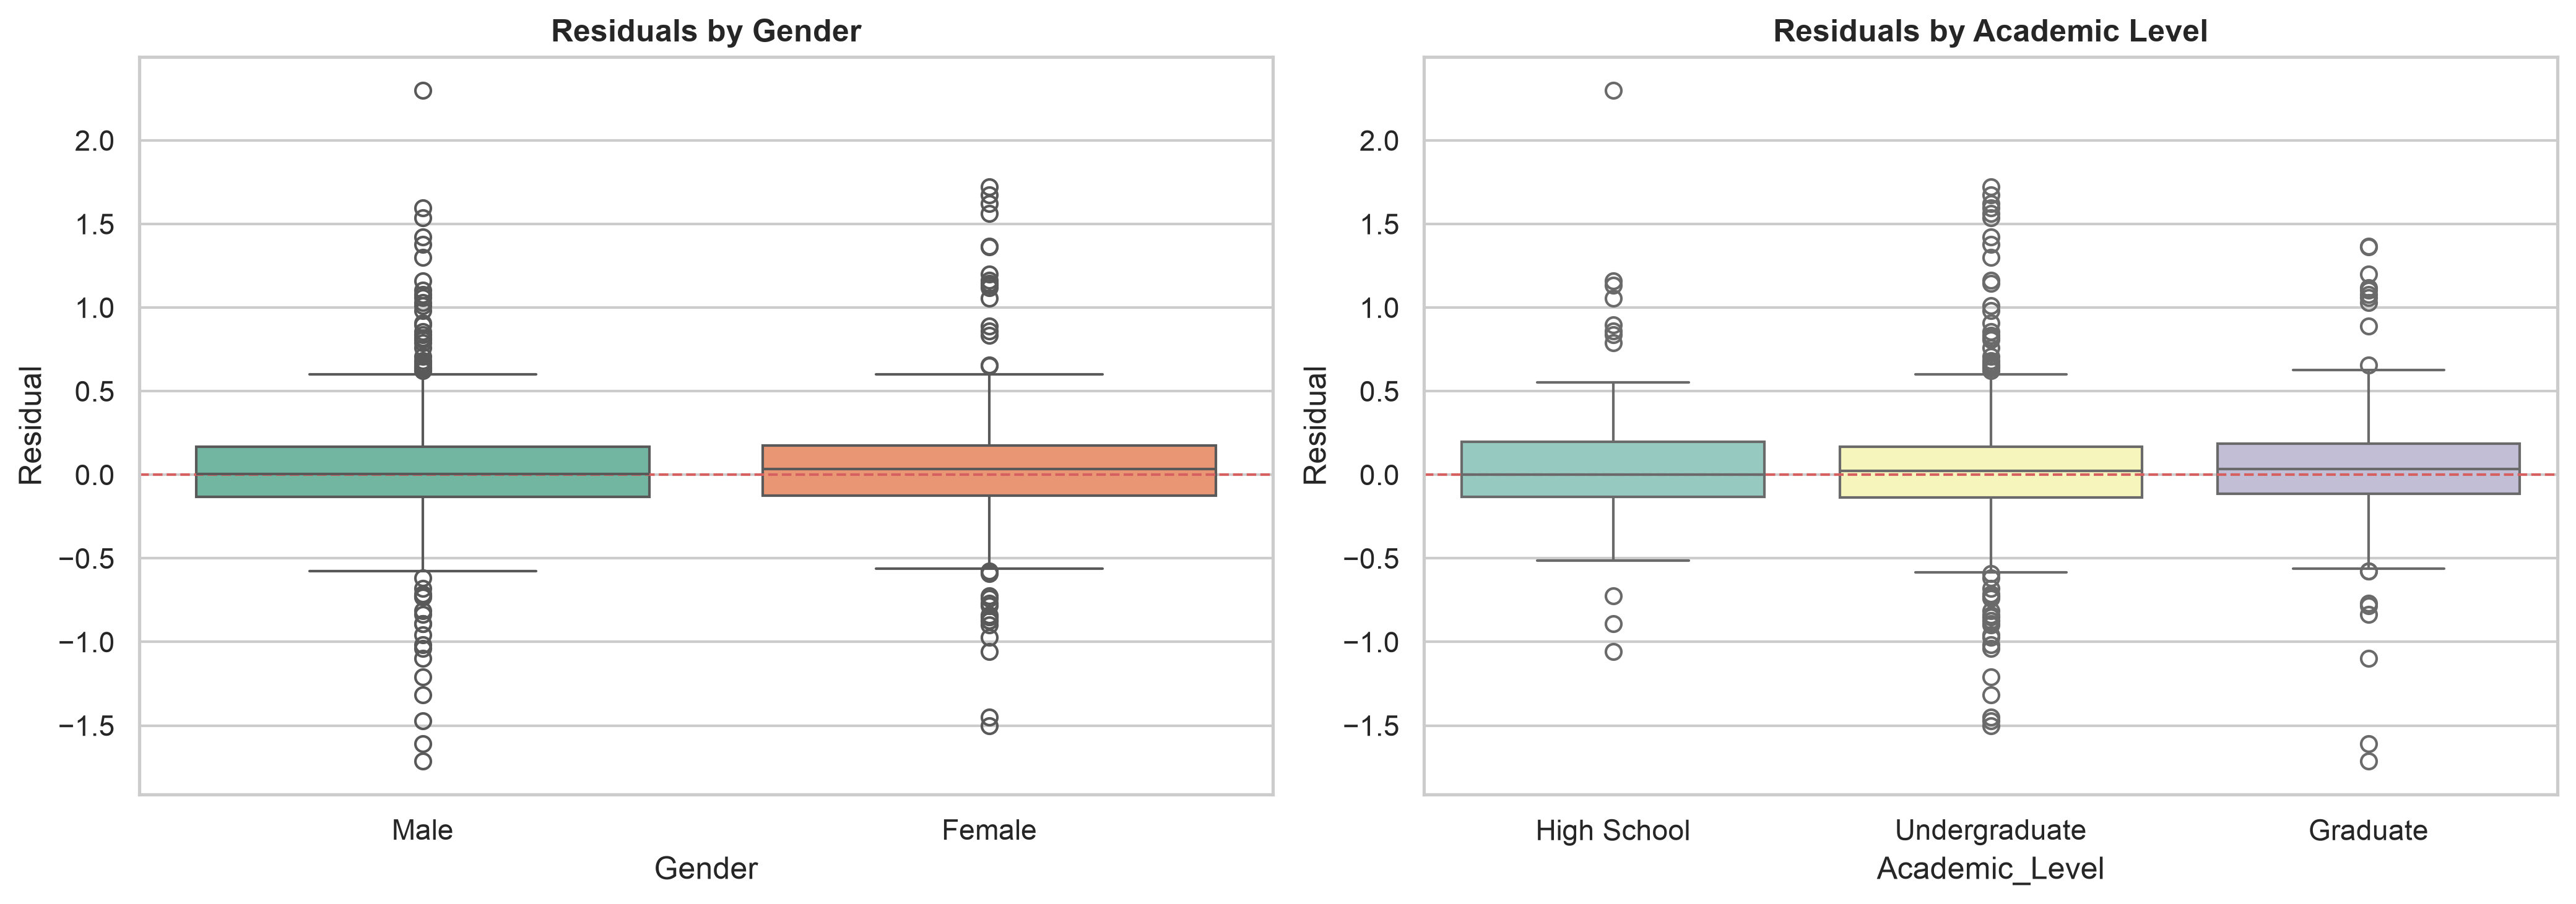 Residuals by Gender
Residual
2.0
1.5
1.0
0.5
0.0
−0.5
−1.0
−1.5
Male Female
Gender
Residuals by Academic Level
Residual
2.0
1.5
1.0
0.5
0.0
−0.5
−1.0
−1.5
High School Undergraduate Graduate
Academic_Level